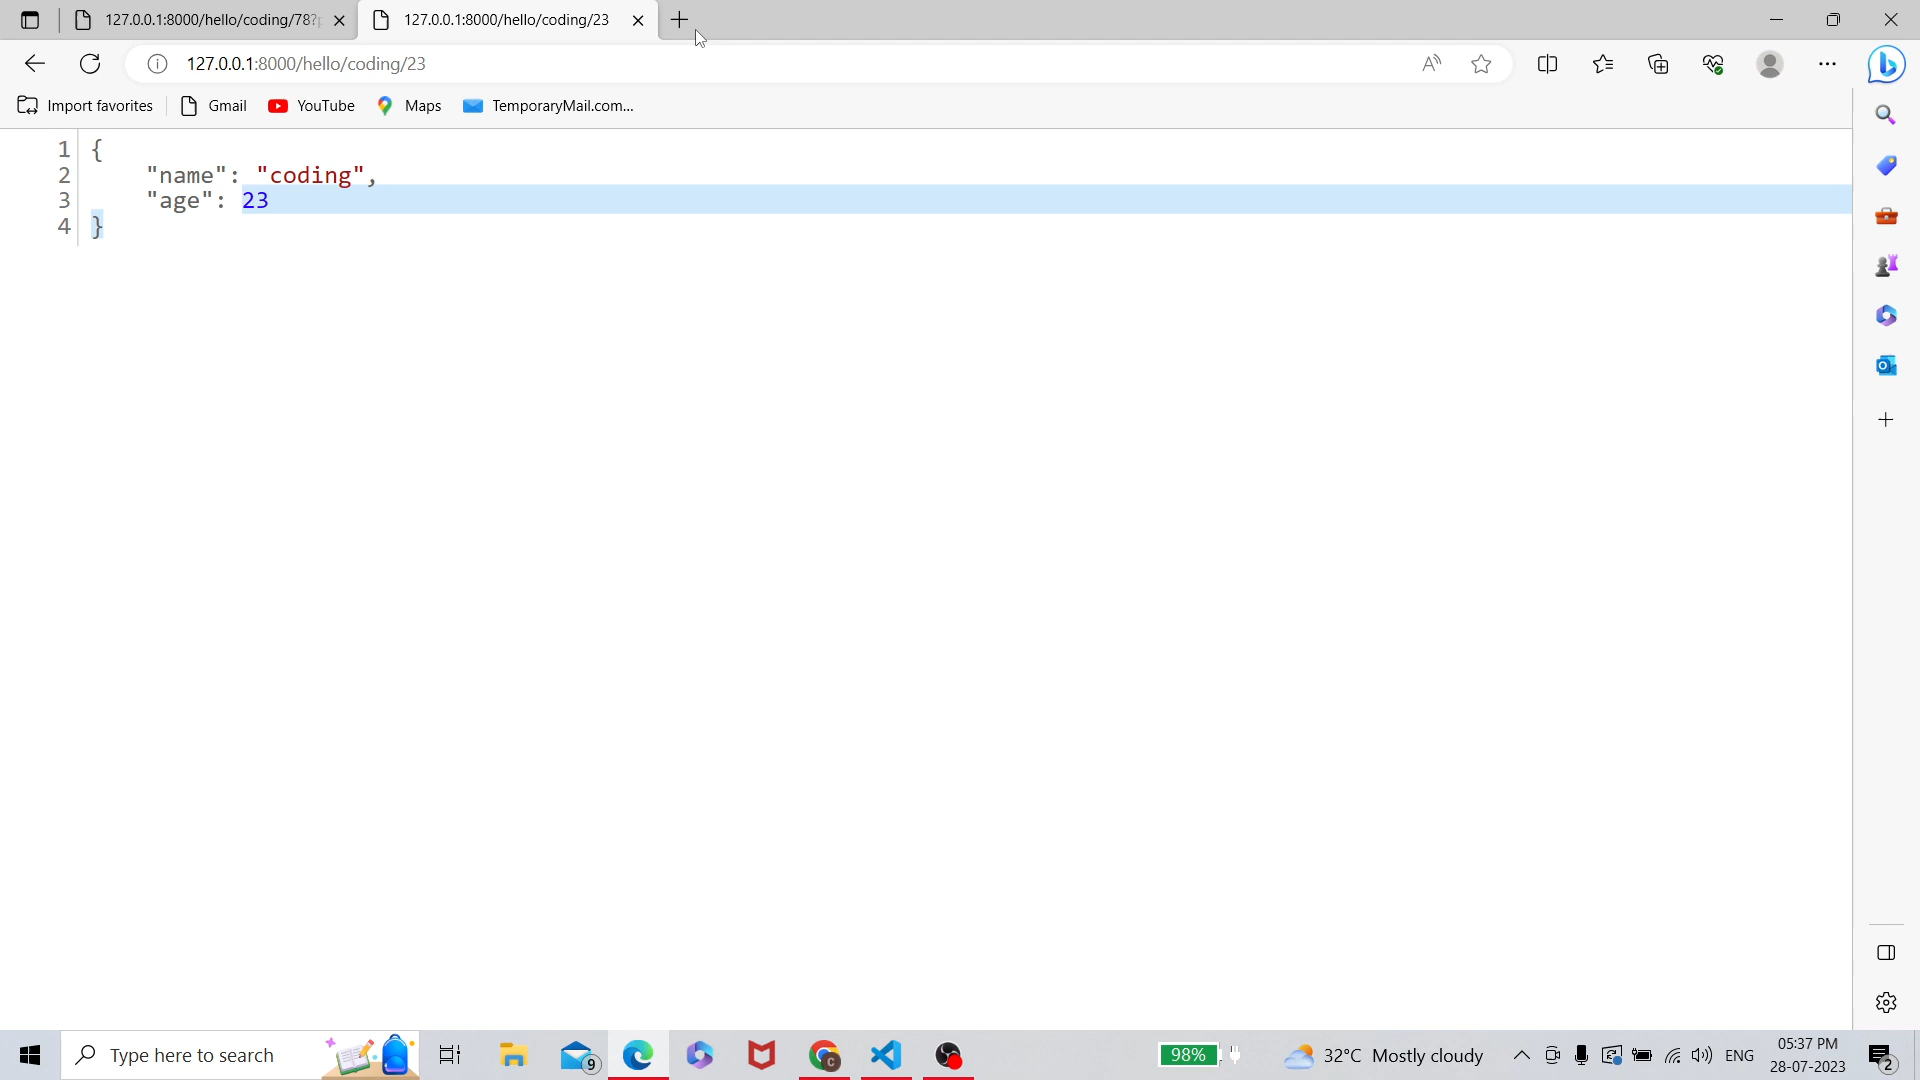 127.0.0.1:8000/hello/coding/78?
127.0.0.1:8000/hello/coding/23
127.0.0.1:8000/hello/coding/23
Import favorites
Gmail
YouTube
Maps
TemporaryMail.com...
1 {
2 "name": "coding",
3 "age": 23
4 }
Type here to search
9
98%
32°C Mostly cloudy
ENG
05:37 PM
28-07-2023
2